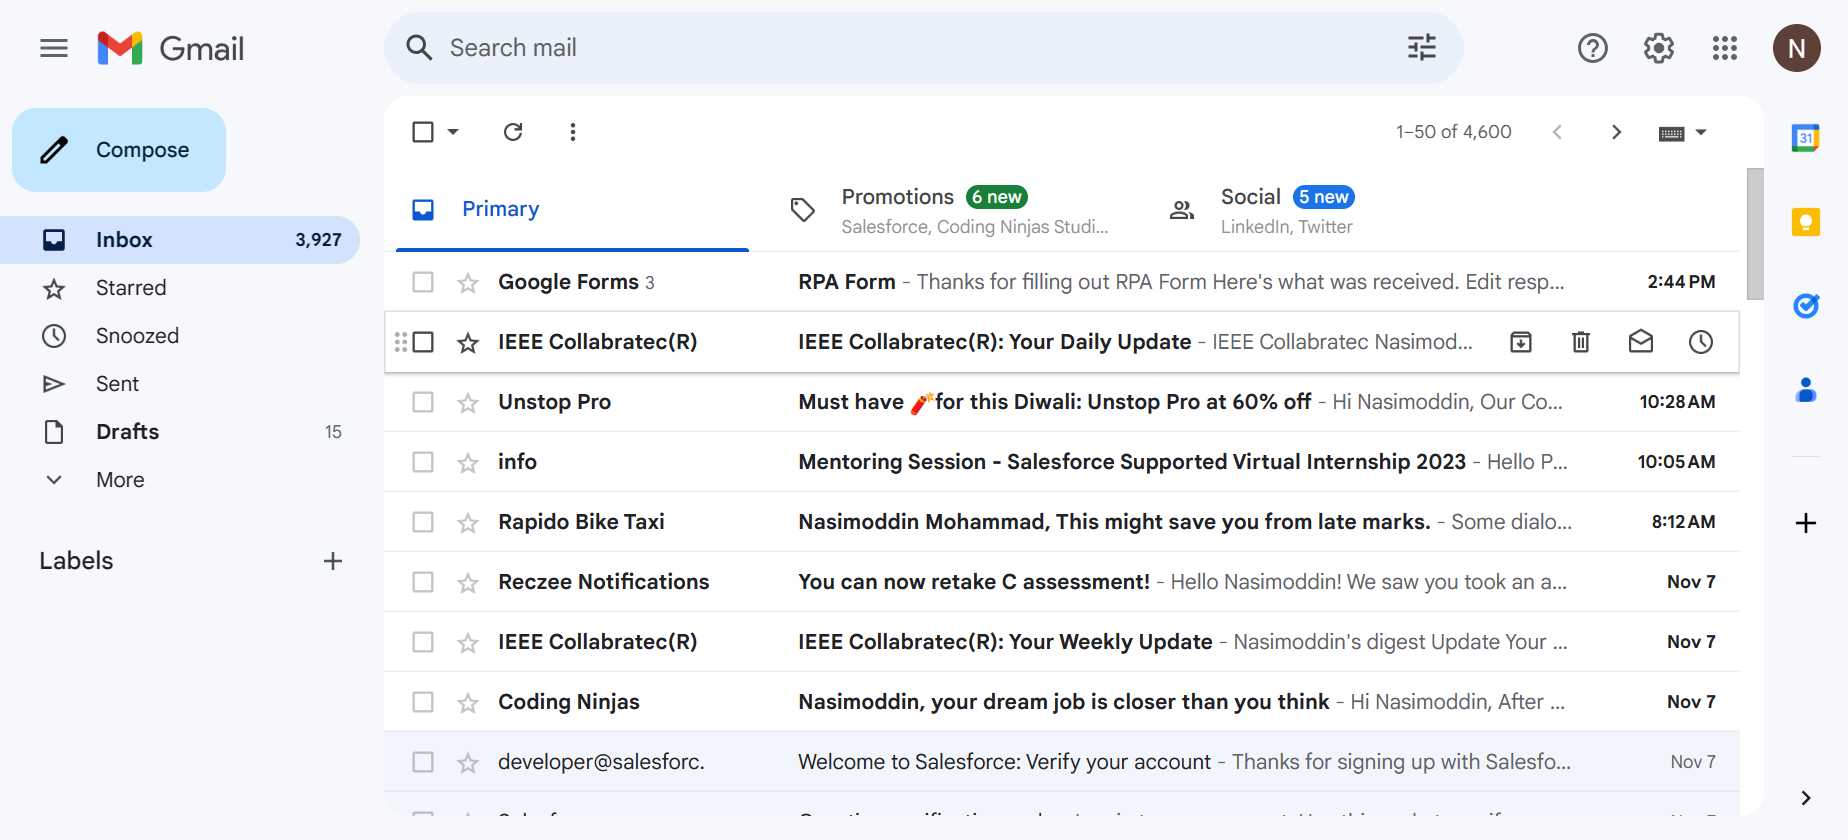 Gmail
Search mail
N
Compose
1–50 of 4,600
31
Primary
Promotions 6 new
Salesforce, Coding Ninjas Studi...
Social 5 new
LinkedIn, Twitter
Inbox 3,927
Starred
Snoozed
Sent
Drafts 15
More
Labels
Google Forms 3 RPA Form - Thanks for filling out RPA Form Here's what was received. Edit resp... 2:44 PM
IEEE Collabratec(R) IEEE Collabratec(R): Your Daily Update - IEEE Collabratec Nasimod...
Unstop Pro Must have 🧨for this Diwali: Unstop Pro at 60% off - Hi Nasimoddin, Our Co... 10:28 AM
info Mentoring Session - Salesforce Supported Virtual Internship 2023 - Hello P... 10:05 AM
Rapido Bike Taxi Nasimoddin Mohammad, This might save you from late marks. - Some dialo... 8:12 AM
Reczee Notifications You can now retake C assessment! - Hello Nasimoddin! We saw you took an a... Nov 7
IEEE Collabratec(R) IEEE Collabratec(R): Your Weekly Update - Nasimoddin's digest Update Your ... Nov 7
Coding Ninjas Nasimoddin, your dream job is closer than you think - Hi Nasimoddin, After ... Nov 7
developer@salesforc. Welcome to Salesforce: Verify your account - Thanks for signing up with Salesfo... Nov 7